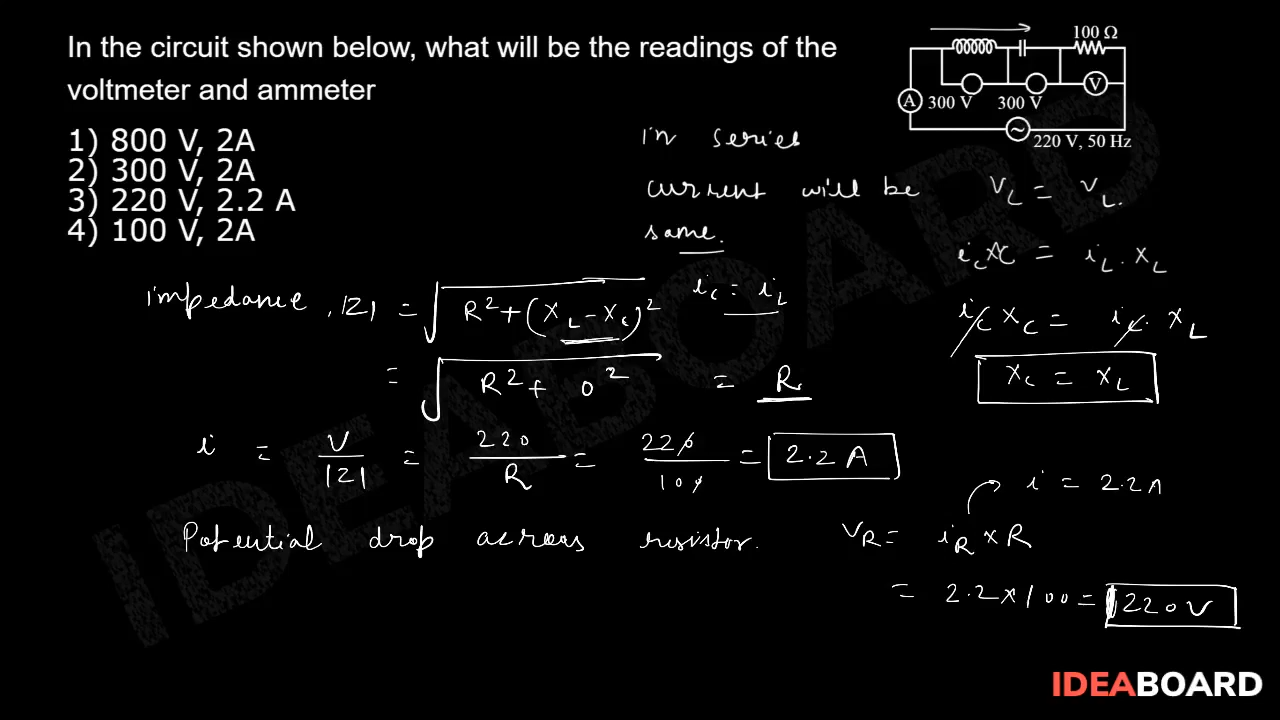 In the circuit shown below, what will be the readings of the
voltmeter and ammeter
1) 800 V, 2A
2) 300 V, 2A
3) 220 V, 2.2 A
4) 100 V, 2A
100 Ω
V
A
300 V
300 V
~
220 V, 50 Hz
in series
current will be
same.
i_c = i_L
V_L = V_L.
i_c XC = i_L . X_L
i_C X_C = i_C . X_L
X_C = X_L
impedance, |Z| = √R² + (X_L - X_C)²
= √R² + 0² = R
i = V/|Z| = 220/R = 220/100 = 2.2 A
i = 2.2A
Potential drop across resistor. V_R = i_R × R
= 2.2 × 100 = 220 V
IDEABOARD
IDEABOARD